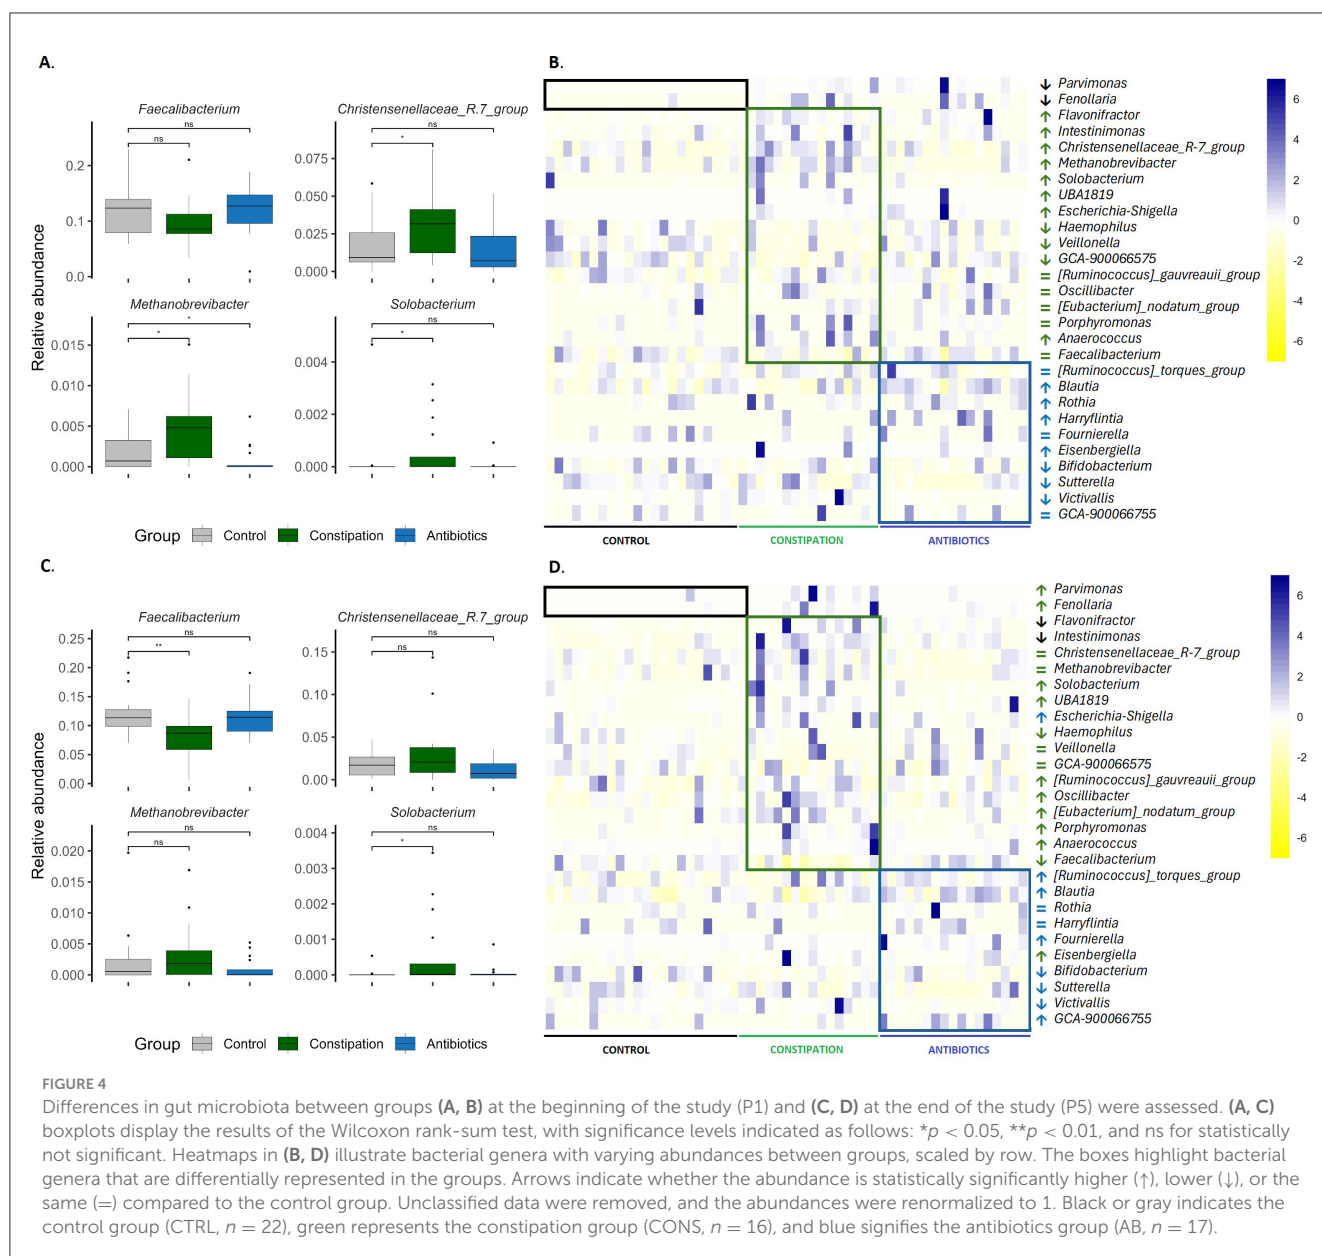 A.
Faecalibacterium
Christensenellaceae_R.7_group
ns
ns
ns
*
0.2
0.1
0.0
0.075
0.050
0.025
0.000
Relative abundance
Methanobrevibacter
Solobacterium
*
*
ns
*
0.015
0.010
0.005
0.000
0.004
0.002
0.000
Group Control Constipation Antibiotics
B.
Parvimonas
Fenollaria
Flavonifractor
Intestinimonas
Christensenellaceae_R-7_group
Methanobrevibacter
Solobacterium
UBA1819
Escherichia-Shigella
Haemophilus
Veillonella
GCA-900066575
[Ruminococcus]_gauvreauii_group
Oscillibacter
[Eubacterium]_nodatum_group
Porphyromonas
Anaerococcus
Faecalibacterium
[Ruminococcus]_torques_group
Blautia
Rothia
Harryflintia
Fournierella
Eisenbergiella
Bifidobacterium
Sutterella
Victivallis
GCA-900066755
6
4
2
0
-2
-4
-6
CONTROL CONSTIPATION ANTIBIOTICS
C.
Faecalibacterium
Christensenellaceae_R.7_group
ns
**
ns
ns
0.25
0.20
0.15
0.10
0.05
0.00
0.15
0.10
0.05
0.00
Relative abundance
Methanobrevibacter
Solobacterium
ns
ns
ns
*
0.020
0.015
0.010
0.005
0.000
0.004
0.003
0.002
0.001
0.000
Group Control Constipation Antibiotics
D.
Parvimonas
Fenollaria
Flavonifractor
Intestinimonas
Christensenellaceae_R-7_group
Methanobrevibacter
Solobacterium
UBA1819
Escherichia-Shigella
Haemophilus
Veillonella
GCA-900066575
[Ruminococcus]_gauvreauii_group
Oscillibacter
[Eubacterium]_nodatum_group
Porphyromonas
Anaerococcus
Faecalibacterium
[Ruminococcus]_torques_group
Blautia
Rothia
Harryflintia
Fournierella
Eisenbergiella
Bifidobacterium
Sutterella
Victivallis
GCA-900066755
6
4
2
0
-2
-4
-6
CONTROL CONSTIPATION ANTIBIOTICS
FIGURE 4
Differences in gut microbiota between groups (A, B) at the beginning of the study (P1) and (C, D) at the end of the study (P5) were assessed. (A, C)
boxplots display the results of the Wilcoxon rank-sum test, with significance levels indicated as follows: *p < 0.05, **p < 0.01, and ns for statistically
not significant. Heatmaps in (B, D) illustrate bacterial genera with varying abundances between groups, scaled by row. The boxes highlight bacterial
genera that are differentially represented in the groups. Arrows indicate whether the abundance is statistically significantly higher (↑), lower (↓), or the
same (=) compared to the control group. Unclassified data were removed, and the abundances were renormalized to 1. Black or gray indicates the
control group (CTRL, n = 22), green represents the constipation group (CONS, n = 16), and blue signifies the antibiotics group (AB, n = 17).